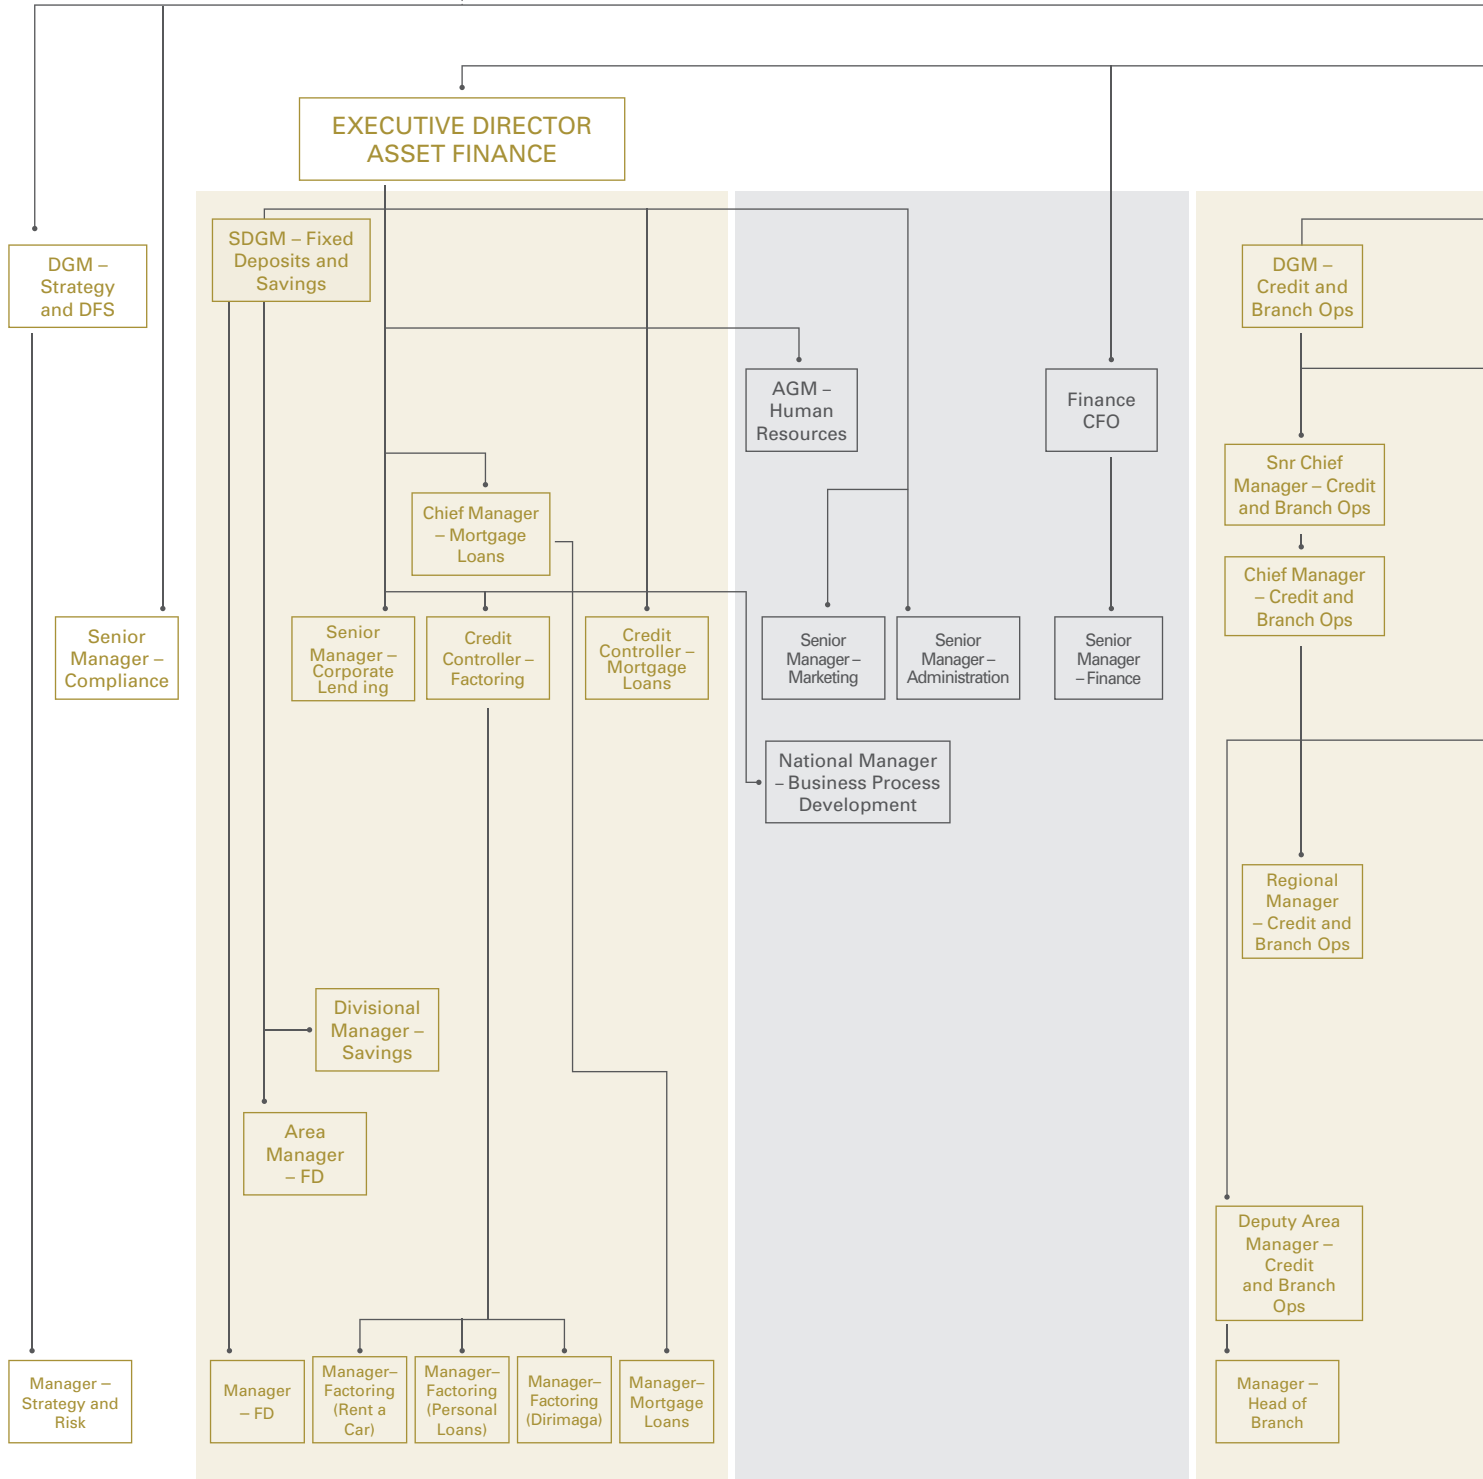 EXECUTIVE DIRECTOR
ASSET FINANCE
SDGM – Fixed
Deposits and
Savings
DGM –
Strategy
and DFS
DGM –
Credit and
Branch Ops
AGM –
Human
Resources
Finance
CFO
Snr Chief
Manager – Credit
and Branch Ops
Chief Manager
– Mortgage
Loans
Chief Manager
– Credit and
Branch Ops
Senior
Manager –
Compliance
Senior
Manager –
Corporate
Lend ing
Credit
Controller –
Factoring
Credit
Controller –
Mortgage
Loans
Senior
Manager –
Marketing
Senior
Manager –
Administration
Senior
Manager
– Finance
National Manager
– Business Process
Development
Regional
Manager
– Credit and
Branch Ops
Divisional
Manager –
Savings
Area
Manager
– FD
Deputy Area
Manager –
Credit
and Branch
Ops
Manager –
Strategy and
Risk
Manager
– FD
Manager–
Factoring
(Rent a
Car)
Manager–
Factoring
(Personal
Loans)
Manager–
Factoring
(Dirimaga)
Manager–
Mortgage
Loans
Manager –
Head of
Branch